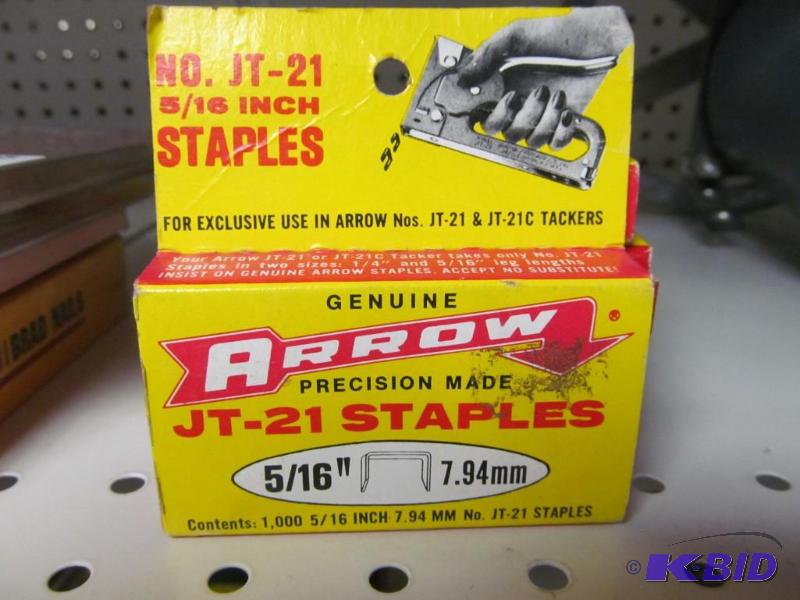 NO. JT-21
5/16 INCH
STAPLES
FOR EXCLUSIVE USE IN ARROW Nos. JT-21 & JT-21C TACKERS
Your Arrow JT-21 or JT-21C Tacker takes only No. JT-21
Staples in two sizes: 1/4" and 5/16" leg lengths
INSIST ON GENUINE ARROW STAPLES, ACCEPT NO SUBSTITUTE!
GENUINE
ARROW ®
PRECISION MADE
JT-21 STAPLES
5/16" 7.94mm
Contents: 1,000 5/16 INCH 7.94 MM No. JT-21 STAPLES
BRAD NAILS
© K-BID